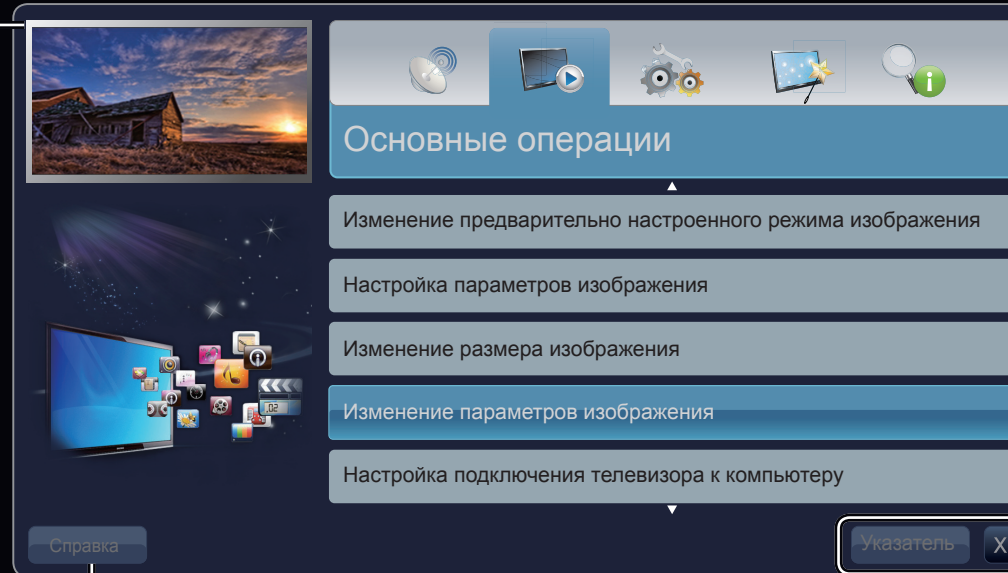 Основные операции
Изменение предварительно настроенного режима изображения
Настройка параметров изображения
Изменение размера изображения
Изменение параметров изображения
Настройка подключения телевизора к компьютеру
Справка
Указатель X